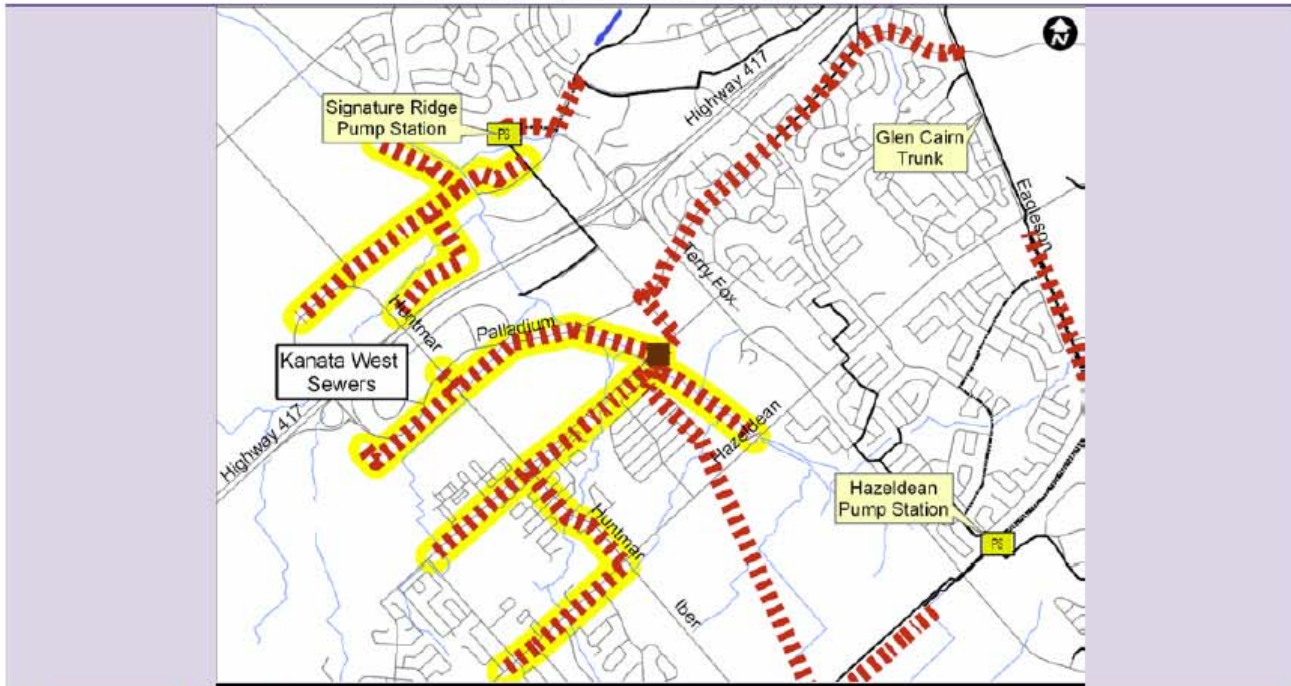 N
Highway 417
Signature Ridge
Pump Station
PS
Glen Cairn
Trunk
Eagleson
Terry Fox
Huntmar
Palladium
Kanata West
Sewers
Highway 417
Hazeldean
Hazeldean
Pump Station
Huntmar
PS
Iber